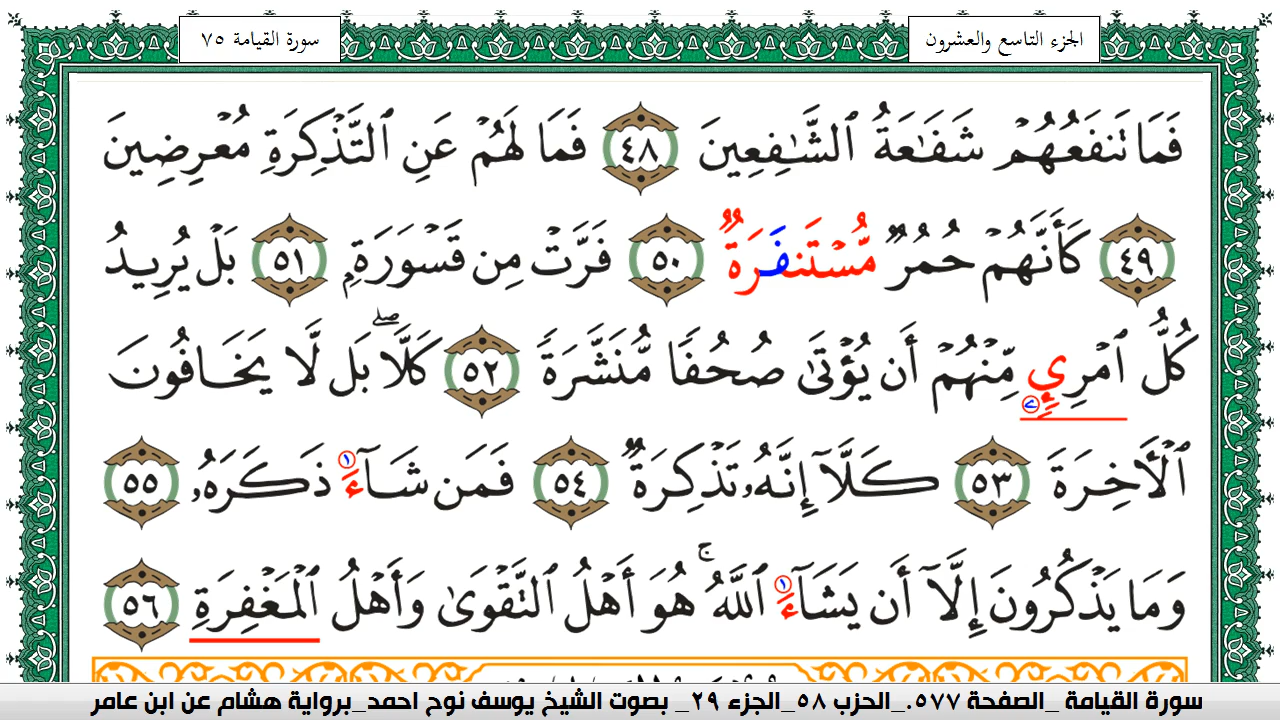 الجزء التاسع والعشرون
سورة القيامة ٧٥
فَمَا تَنفَعُهُمْ شَفَٰعَةُ ٱلشَّٰفِعِينَ ٤٨ فَمَا لَهُمْ عَنِ ٱلتَّذْكِرَةِ مُعْرِضِينَ
٤٩ كَأَنَّهُمْ حُمُرٌ مُّسْتَنفَرَةٌ ٥٠ فَرَّتْ مِن قَسْوَرَةِۭ ٥١ بَلْ يُرِيدُ
كُلُّ ٱمْرِيٕٖ مِّنْهُمْ أَن يُؤْتَىٰ صُحُفًا مُّنَشَّرَةً ٥٢ كَلَّاۖ بَل لَّا يَخَافُونَ
ٱلْأَخِرَةَ ٥٣ كَلَّآ إِنَّهُۥ تَذْكِرَةٌ ٥٤ فَمَن شَآءَ ١ ذَكَرَهُۥ ٥٥
وَمَا يَذْكُرُونَ إِلَّآ أَن يَشَآءَ ١ ٱللَّهُۚ هُوَ أَهْلُ ٱلتَّقْوَىٰ وَأَهْلُ ٱلْمَغْفِرَةِ ٥٦
سورة القيامة _الصفحة ٥٧٧._الحزب ٥٨_الجزء ٢٩_ بصوت الشيخ يوسف نوح احمد_برواية هشام عن ابن عامر